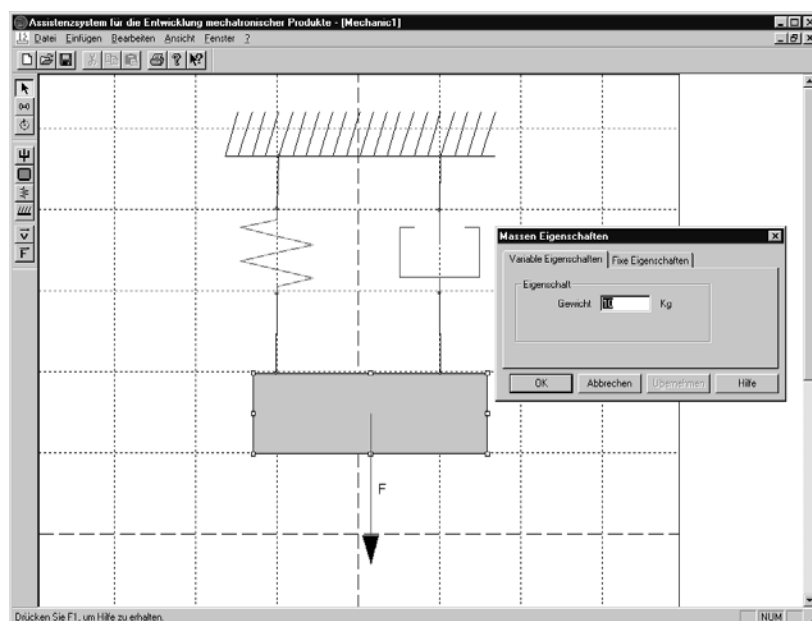 Assistenzsystem für die Entwicklung mechatronischer Produkte - [Mechanic1]
Datei Einfügen Bearbeiten Ansicht Fenster ?
Massen Eigenschaften
Variable Eigenschaften Fixe Eigenschaften
Eigenschaft
Gewicht 10 Kg
OK Abbrechen Übernehmen Hilfe
v
F
F
Drücken Sie F1, um Hilfe zu erhalten. NUM